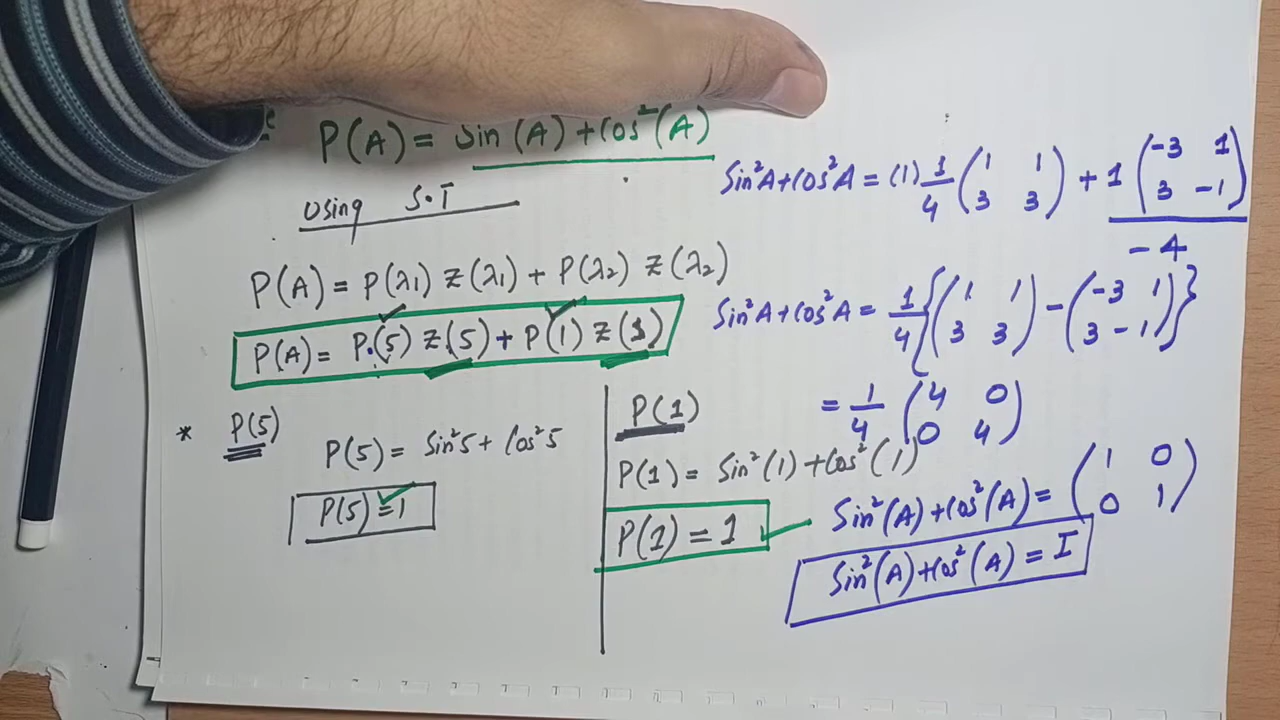 P(A) = Sin (A) + Cos²(A)
Using S.T
P(A) = P(λ1) Z(λ1) + P(λ2) Z(λ2)
P(A) = P.(5) Z.(5) + P(1) Z(1)
* P(5)
P(5) = Sin²5 + Cos²5
P(5) = 1
P(1)
P(1) = Sin²(1) + Cos²(1)
P(1) = 1
Sin²A + Cos²A = (1) 1/4 (1 1 3 3) + 1 (-3 1 3 -1) / -4
Sin²A + Cos²A = 1/4 {(1 1 3 3) - (-3 1 3 -1)}
= 1/4 (4 0 0 4)
Sin²(A) + Cos²(A) = (1 0 0 1)
Sin²(A) + Cos²(A) = I